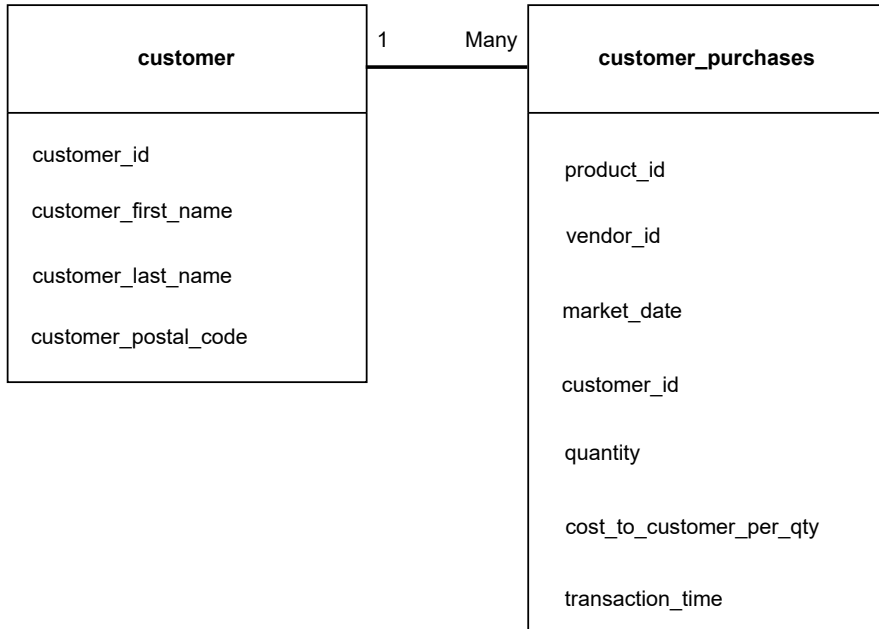 customer
1
Many
customer_purchases
customer_id
customer_first_name
customer_last_name
customer_postal_code
product_id
vendor_id
market_date
customer_id
quantity
cost_to_customer_per_qty
transaction_time